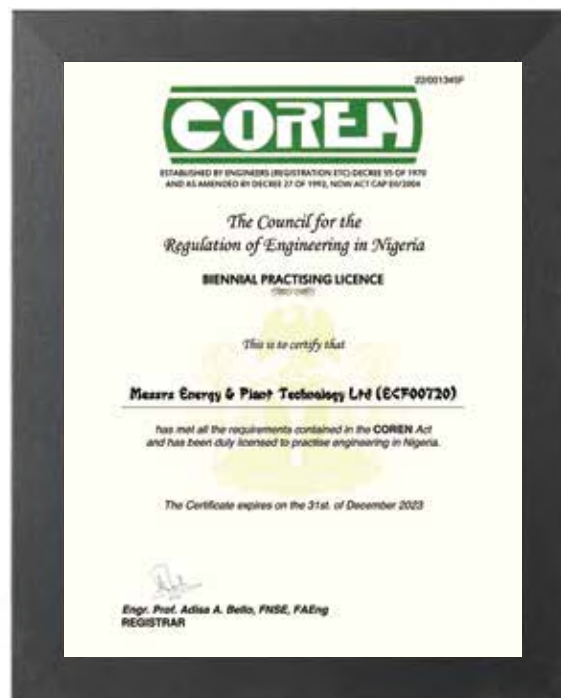 22/001345F
COREN
ESTABLISHED BY ENGINEERS (REGISTRATION ETC) DECREE 55 OF 1970
AND AS AMENDED BY DECREE 27 OF 1992, NOW ACT CAP E11/2004
The Council for the
Regulation of Engineering in Nigeria
BIENNIAL PRACTISING LICENCE
This is to certify that
Messrs Energy & Plant Technology Ltd (ECF00720)
has met all the requirements contained in the COREN Act
and has been duly licensed to practise engineering in Nigeria.
The Certificate expires on the 31st. of December 2023
Engr. Prof. Adisa A. Bello, FNSE, FAEng
REGISTRAR